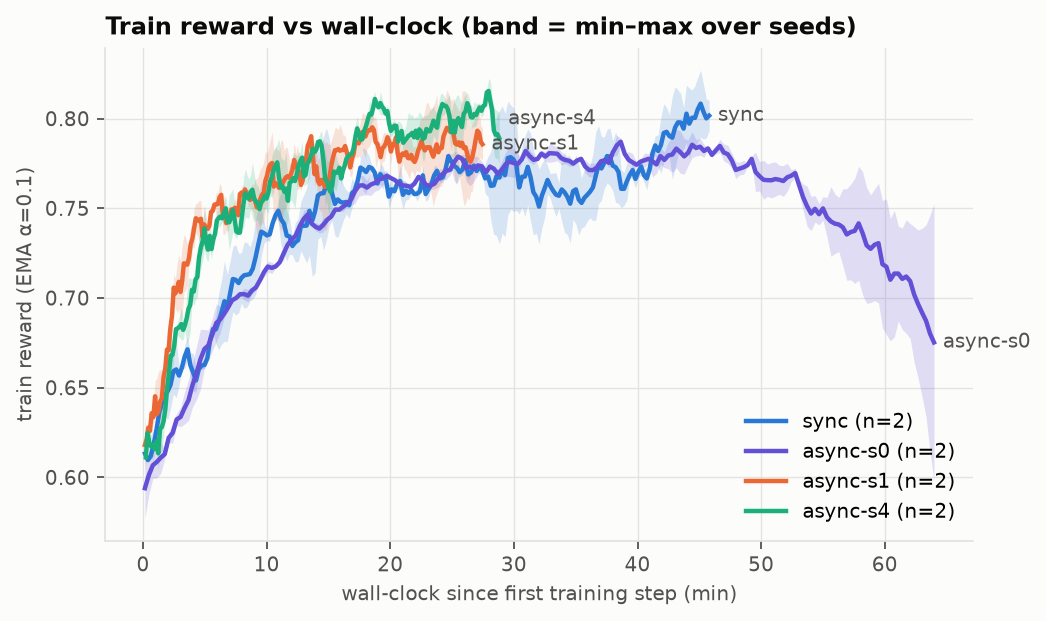 Train reward vs wall-clock (band = min–max over seeds)
train reward (EMA α=0.1)
0.80
0.75
0.70
0.65
0.60
async-s4
sync
async-s1
async-s0
sync (n=2)
async-s0 (n=2)
async-s1 (n=2)
async-s4 (n=2)
0 10 20 30 40 50 60
wall-clock since first training step (min)